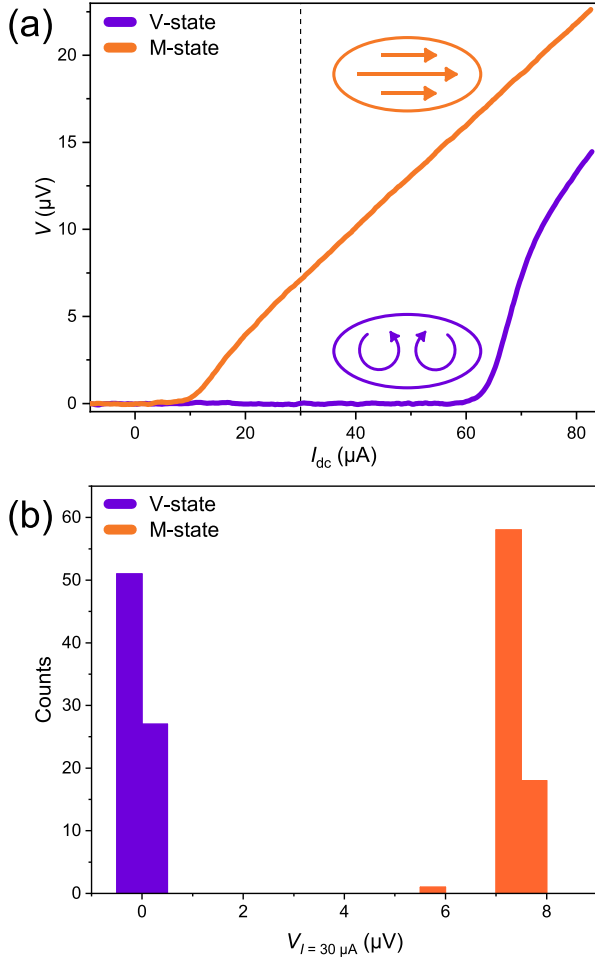 (a)
V-state
M-state
20
15
10
5
0
V (µV)
0 20 40 60 80
I_dc (µA)
(b)
V-state
M-state
60
50
40
30
20
10
0
Counts
0 2 4 6 8
V_I = 30 µA (µV)